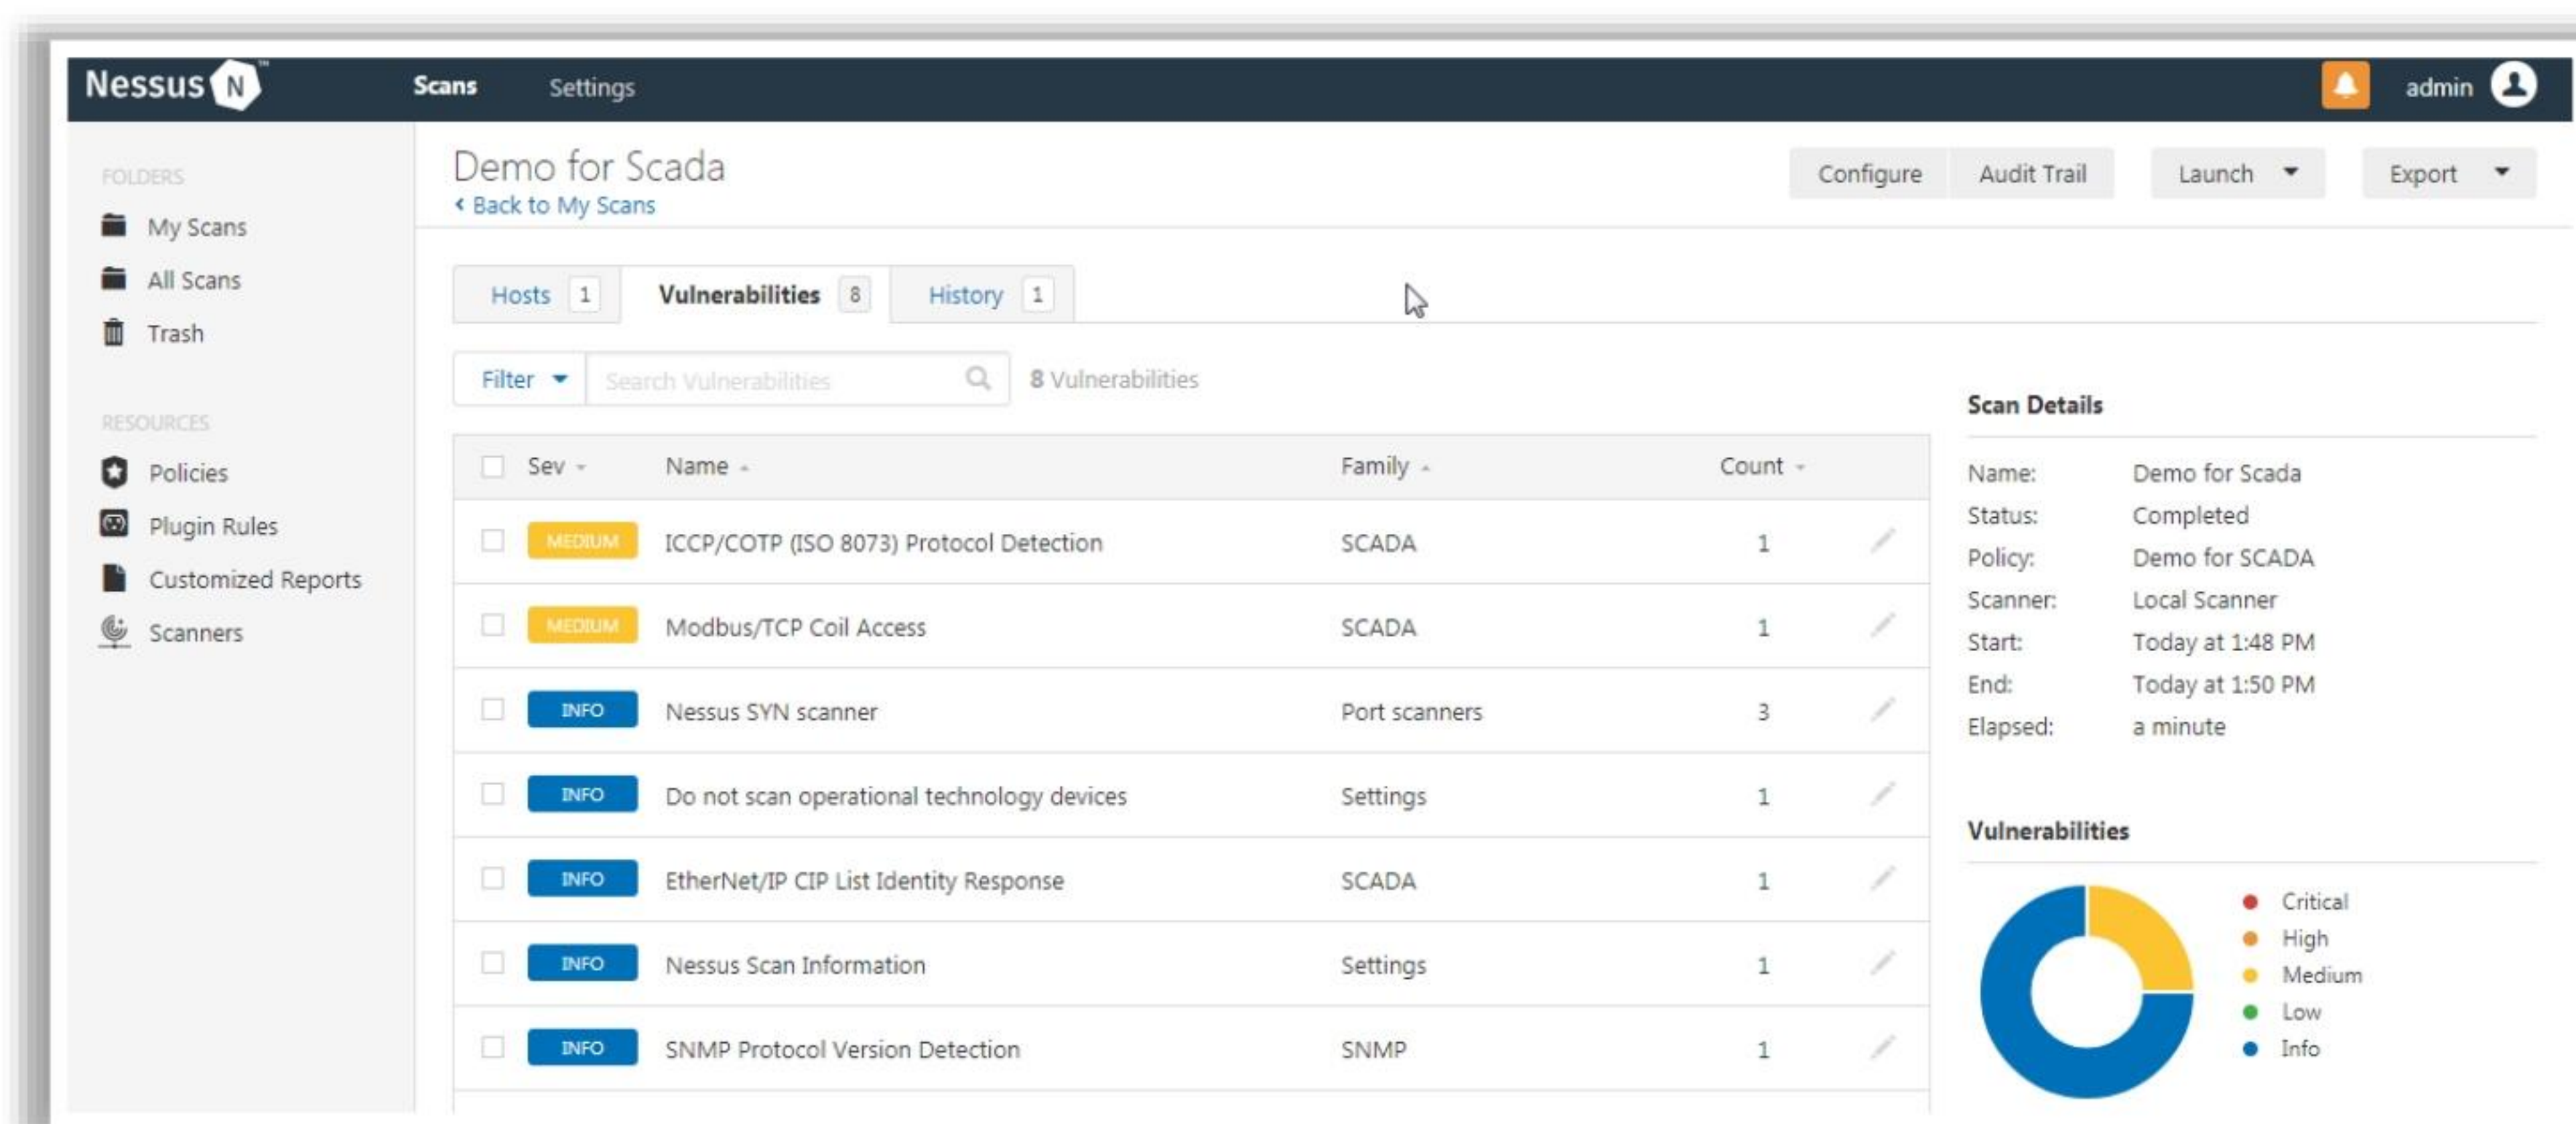 Nessus N ™ Scans Settings admin
FOLDERS
My Scans
All Scans
Trash
RESOURCES
Policies
Plugin Rules
Customized Reports
Scanners
Demo for Scada
Back to My Scans
Configure Audit Trail Launch Export
Hosts 1 Vulnerabilities 8 History 1
Filter Search Vulnerabilities 8 Vulnerabilities
Sev Name Family Count
MEDIUM ICCP/COTP (ISO 8073) Protocol Detection SCADA 1
MEDIUM Modbus/TCP Coil Access SCADA 1
INFO Nessus SYN scanner Port scanners 3
INFO Do not scan operational technology devices Settings 1
INFO EtherNet/IP CIP List Identity Response SCADA 1
INFO Nessus Scan Information Settings 1
INFO SNMP Protocol Version Detection SNMP 1
Scan Details
Name: Demo for Scada
Status: Completed
Policy: Demo for SCADA
Scanner: Local Scanner
Start: Today at 1:48 PM
End: Today at 1:50 PM
Elapsed: a minute
Vulnerabilities
Critical
High
Medium
Low
Info